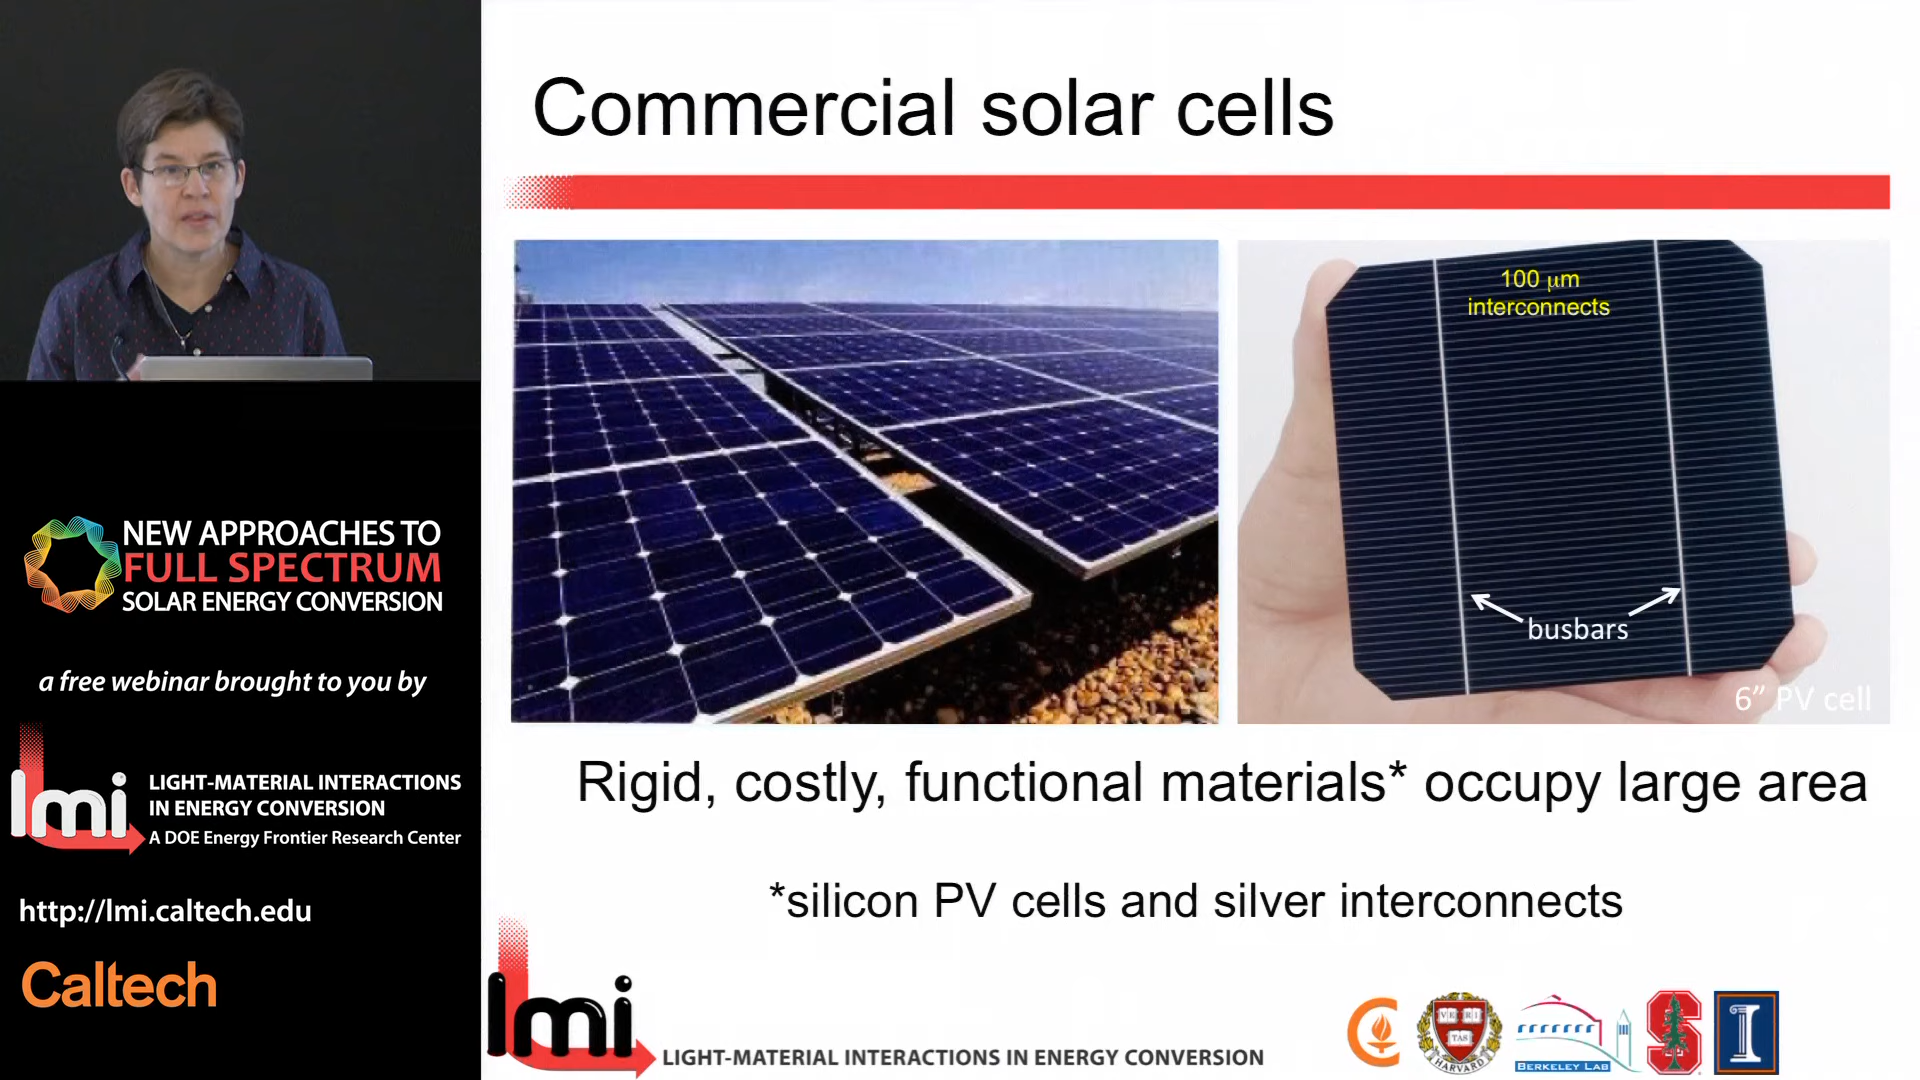 Commercial solar cells
100 μm
interconnects
busbars
6” PV cell
Rigid, costly, functional materials* occupy large area
*silicon PV cells and silver interconnects
NEW APPROACHES TO
FULL SPECTRUM
SOLAR ENERGY CONVERSION
a free webinar brought to you by
lmi
LIGHT-MATERIAL INTERACTIONS
IN ENERGY CONVERSION
A DOE Energy Frontier Research Center
http://lmi.caltech.edu
Caltech
lmi
LIGHT-MATERIAL INTERACTIONS IN ENERGY CONVERSION
C
VE RI
TAS
HARVARD
BERKELEY LAB
S
I